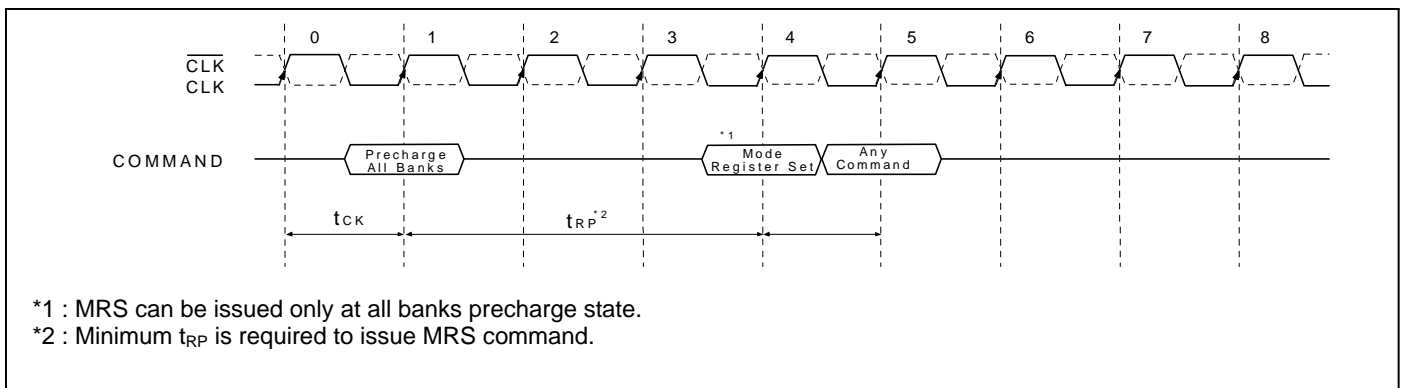 0 1 2 3 4 5 6 7 8
CLK
CLK
COMMAND
Precharge
All Banks
*1
Mode
Register Set
Any
Command
tCK
tRP*2
*1 : MRS can be issued only at all banks precharge state.
*2 : Minimum tRP is required to issue MRS command.